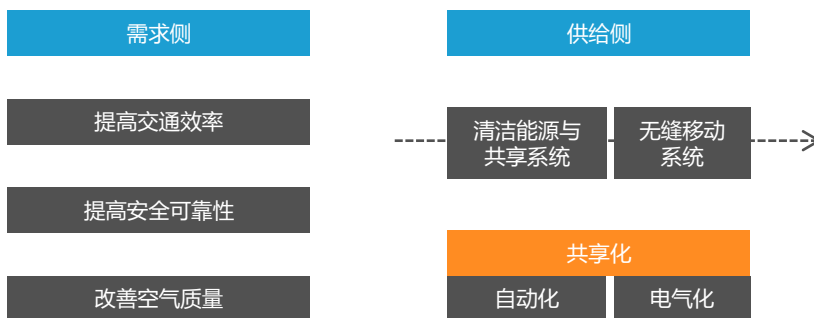 需求侧
提高交通效率
提高安全可靠性
改善空气质量
供给侧
清洁能源与
共享系统
无缝移动
系统
共享化
自动化
电气化